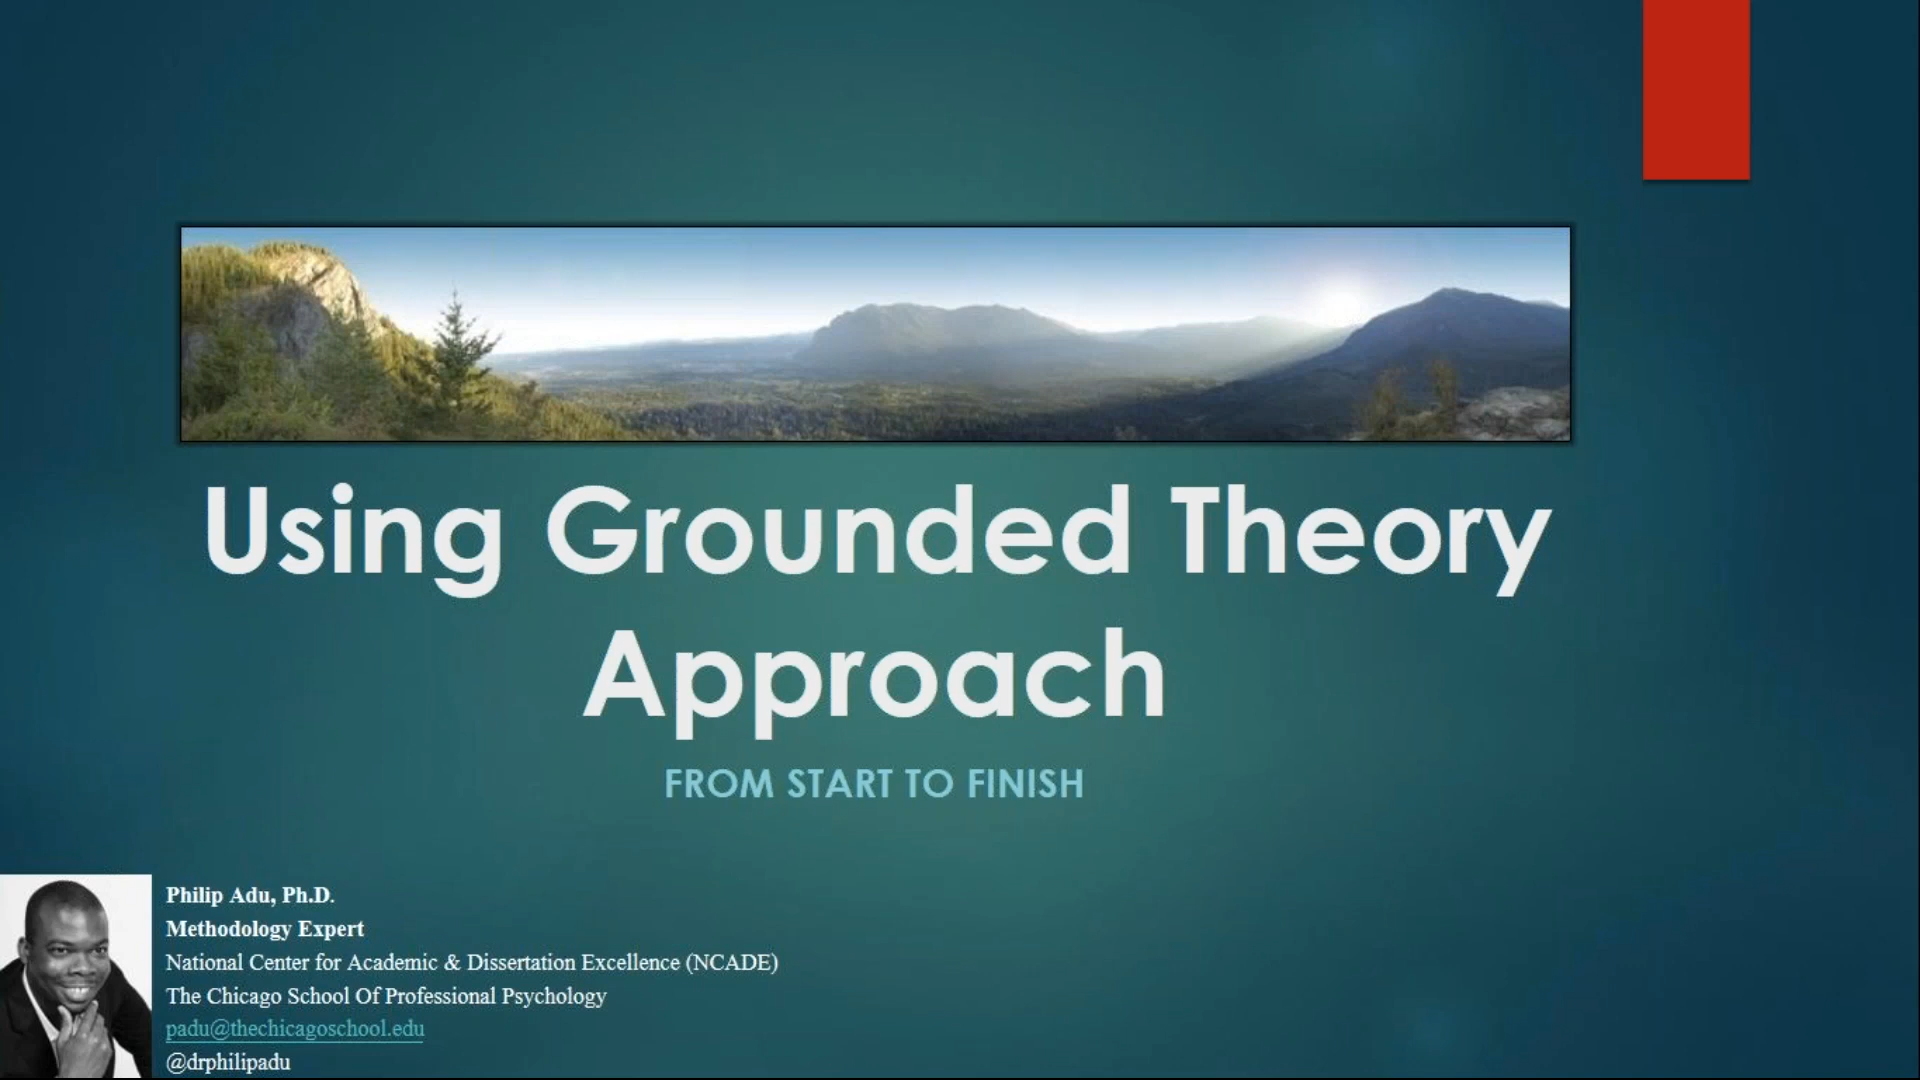 Using Grounded Theory
Approach
FROM START TO FINISH
Philip Adu, Ph.D.
Methodology Expert
National Center for Academic & Dissertation Excellence (NCADE)
The Chicago School Of Professional Psychology
padu@thechicagoschool.edu
@drphilipadu